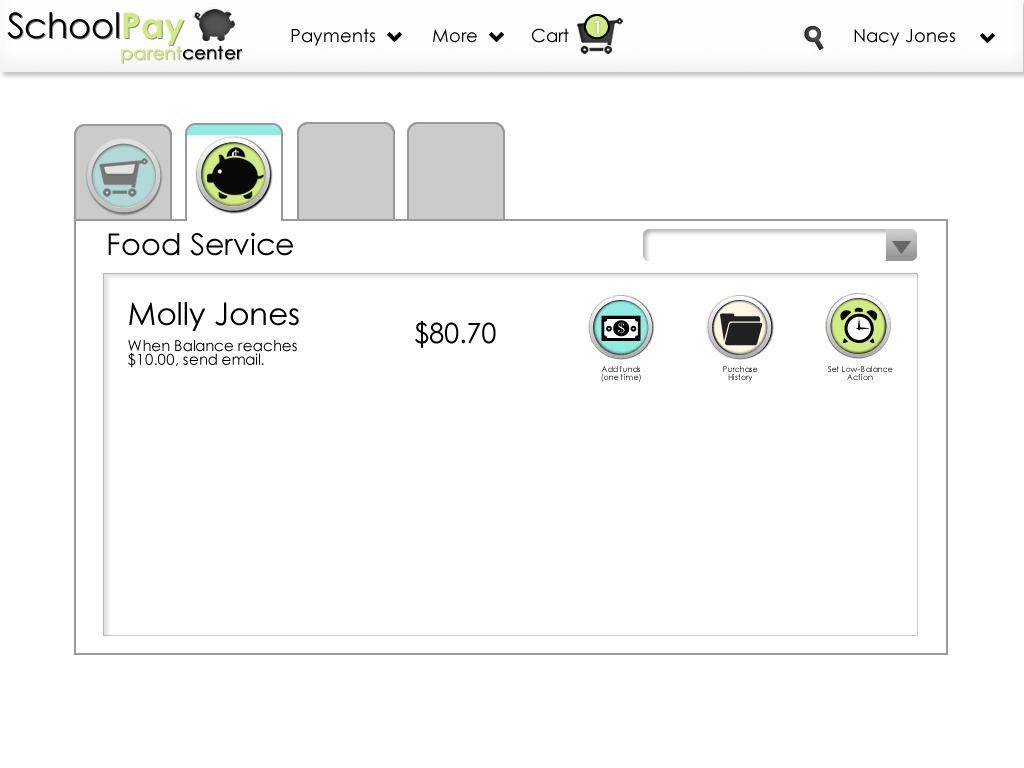 SchoolPay
parentcenter
Payments
More
Cart
1
Nacy Jones
Food Service
Molly Jones
When Balance reaches
$10.00, send email.
$80.70
Add funds
(one time)
Purchase
History
Set Low-Balance
Action